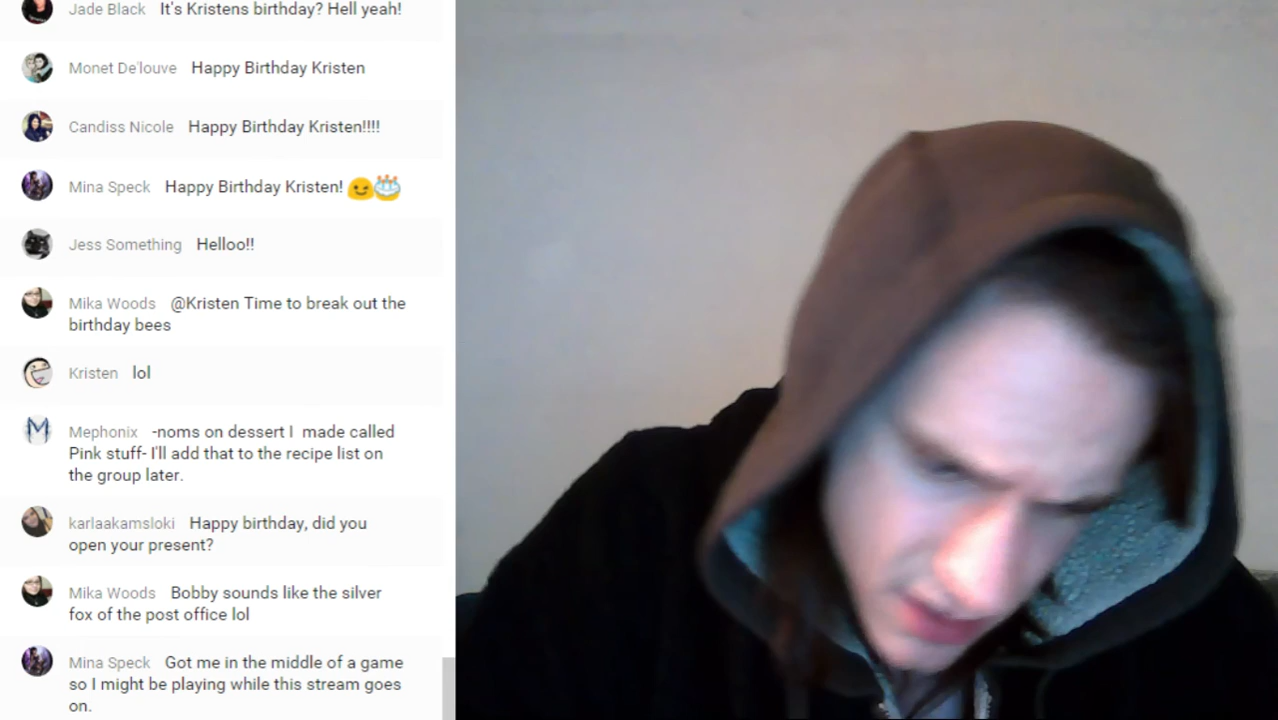 Jade Black It's Kristens birthday? Hell yeah!
Monet De'louve Happy Birthday Kristen
Candiss Nicole Happy Birthday Kristen!!!!
Mina Speck Happy Birthday Kristen! 😉🎂
Jess Something Helloo!!
Mika Woods @Kristen Time to break out the
birthday bees
Kristen lol
Mephonix -noms on dessert I made called
Pink stuff- I'll add that to the recipe list on
the group later.
karlaakamsloki Happy birthday, did you
open your present?
Mika Woods Bobby sounds like the silver
fox of the post office lol
Mina Speck Got me in the middle of a game
so I might be playing while this stream goes
on.